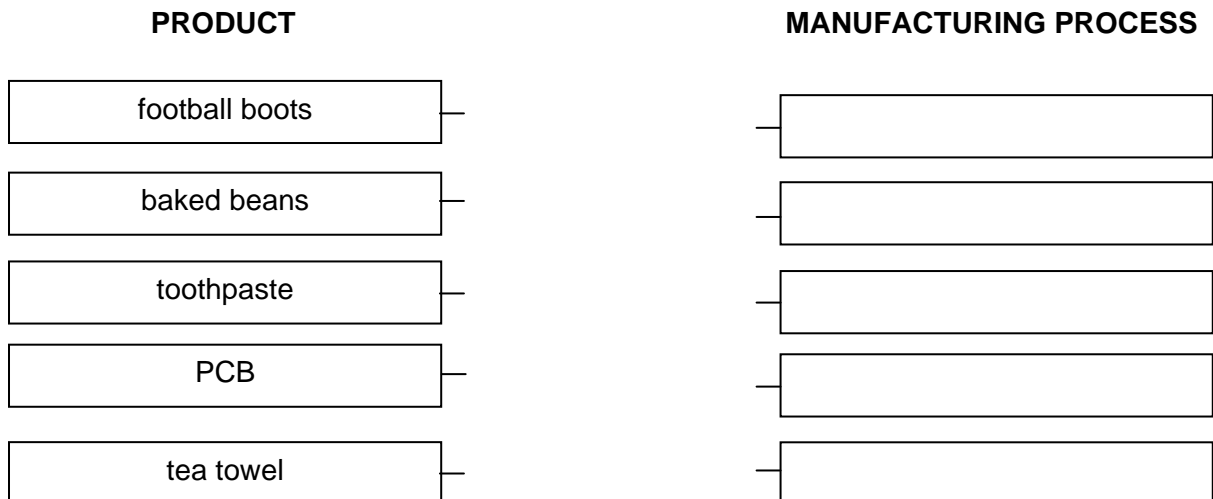 PRODUCT MANUFACTURING PROCESS
football boots
baked beans
toothpaste
PCB
tea towel